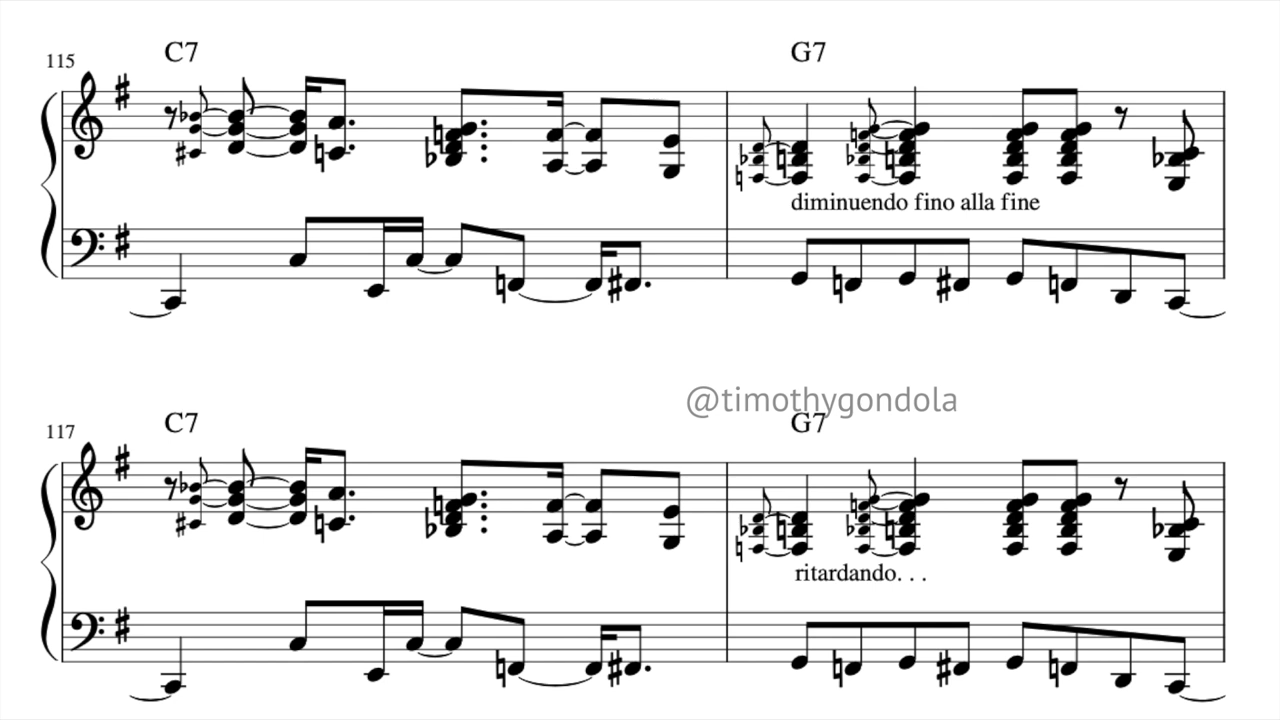 115
C7
G7
diminuendo fino alla fine
@timothygondola
117
C7
G7
ritardando. . .